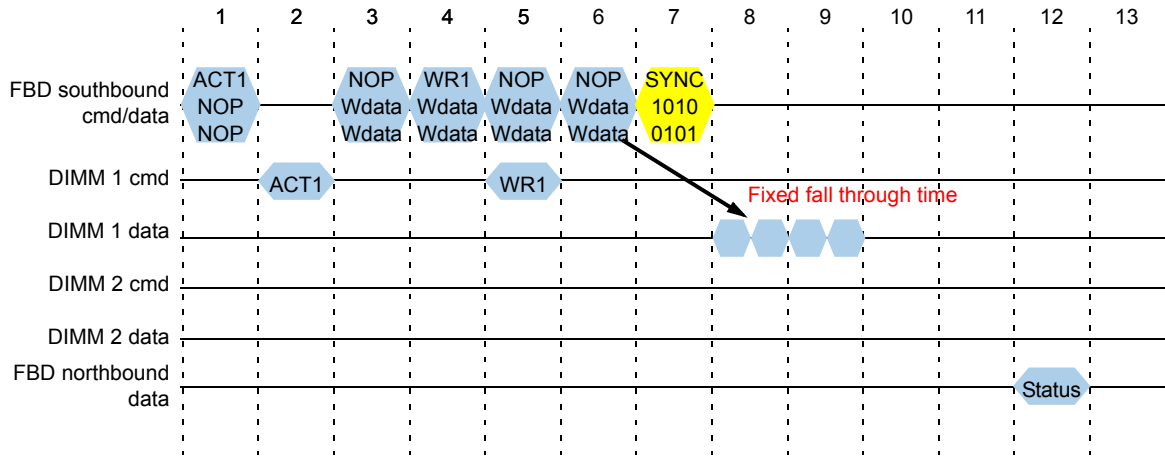 1 2 3 4 5 6 7 8 9 10 11 12 13
FBD southbound
cmd/data
ACT1
NOP
NOP
NOP
Wdata
Wdata
WR1
Wdata
Wdata
NOP
Wdata
Wdata
NOP
Wdata
Wdata
SYNC
1010
0101
DIMM 1 cmd
ACT1
WR1
Fixed fall through time
DIMM 1 data
DIMM 2 cmd
DIMM 2 data
FBD northbound
data
Status